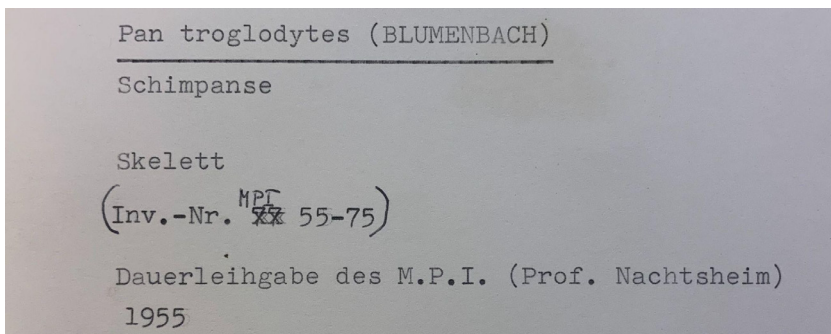 Pan troglodytes (BLUMENBACH)
Schimpanse
Skelett
(Inv.-Nr. MPI 55-75)
Dauerleihgabe des M.P.I. (Prof. Nachtsheim)
1955